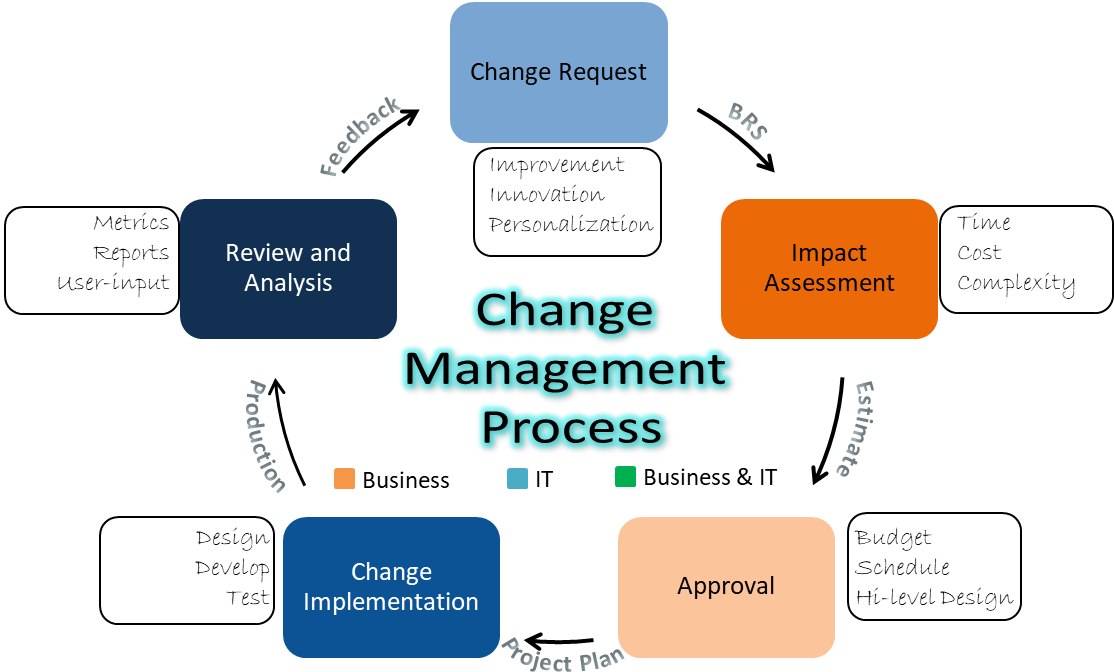 Change Request
Improvement
Innovation
Personalization
BRS
Impact
Assessment
Time
Cost
Complexity
Estimate
Approval
Budget
Schedule
Hi-level Design
Project Plan
Change
Implementation
Design
Develop
Test
Production
Review and
Analysis
Metrics
Reports
User-input
Feedback
Change
Management
Process
Business
IT
Business & IT